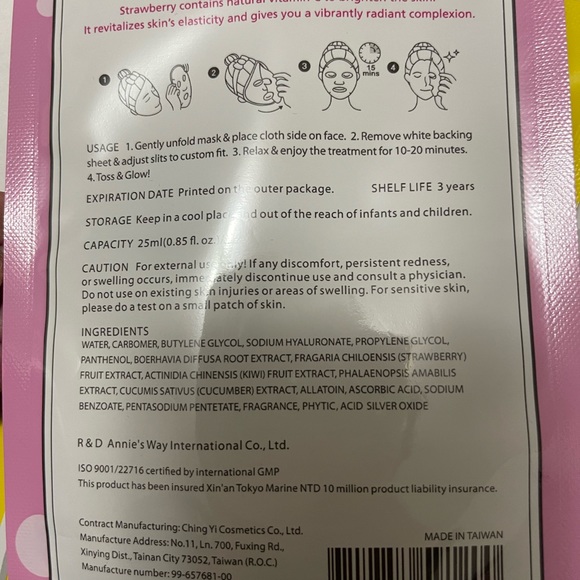 Strawberry contains natural
It revitalizes skin's elasticity and gives you a vibrantly radiant complexion.
1 2 3 15 mins 4
USAGE 1.Gently unfold mask & place cloth side on face. 2.Remove white backing
sheet & adjust slits to custom fit. 3.Relax & enjoy the treatment for 10-20 minutes.
4.Toss & Glow!
EXPIRATION DATE Printed on the outer package. SHELF LIFE 3 years
STORAGE Keep in a cool place and out of the reach of infants and children.
CAPACITY 25ml(0.85 fl. oz.
CAUTION For external use only! If any discomfort, persistent redness,
or swelling occurs, immediately discontinue use and consult a physician.
Do not use on existing skin injuries or areas of swelling. For sensitive skin,
please do a test on a small patch of skin.
INGREDIENTS
WATER, CARBOMER, BUTYLENE GLYCOL, SODIUM HYALURONATE, PROPYLENE GLYCOL,
PANTHENOL, BOERHAVIA DIFFUSA ROOT EXTRACT, FRAGARIA CHILOENSIS (STRAWBERRY)
FRUIT EXTRACT, ACTINIDIA CHINENSIS (KIWI) FRUIT EXTRACT, PHALAENOPSIS AMABILIS
EXTRACT, CUCUMIS SATIVUS (CUCUMBER) EXTRACT, ALLATOIN, ASCORBIC ACID, SODIUM
BENZOATE, PENTASODIUM PENTETATE, FRAGRANCE, PHYTIC, ACID SILVER OXIDE
R & D Annie's Way International Co., Ltd.
ISO 9001/22716 certified by international GMP
This product has been insured Xin'an Tokyo Marine NTD 10 million product liability insurance.
Contract Manufacturing: Ching Yi Cosmetics Co., Ltd.
Manufacture Address: No.11, Ln. 700, Fuxing Rd.,
Xinying Dist., Tainan City 73052, Taiwan (R.O.C.)
Manufacture number: 99-657681-00
MADE IN TAIWAN